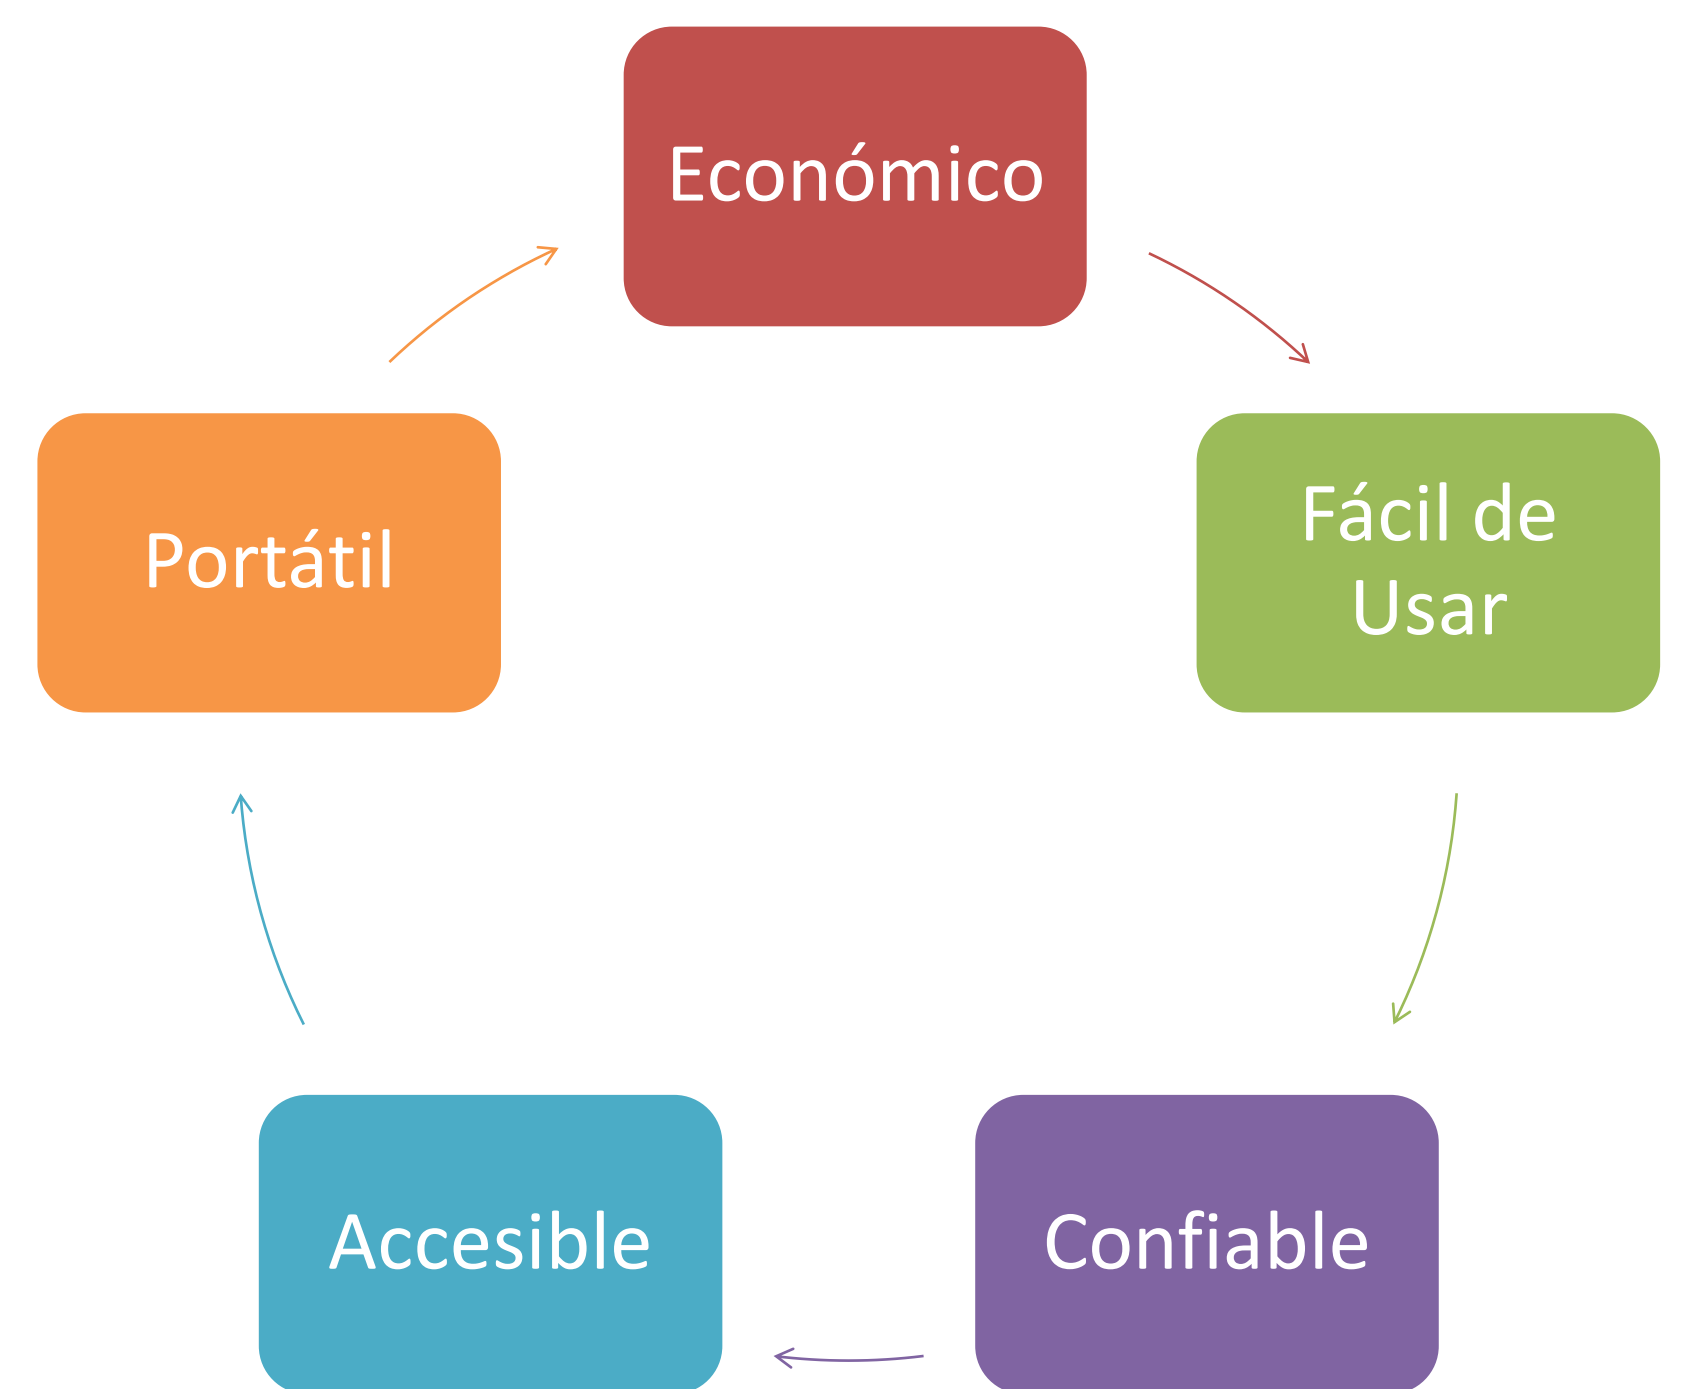 Económico
Fácil de
Usar
Confiable
Accesible
Portátil